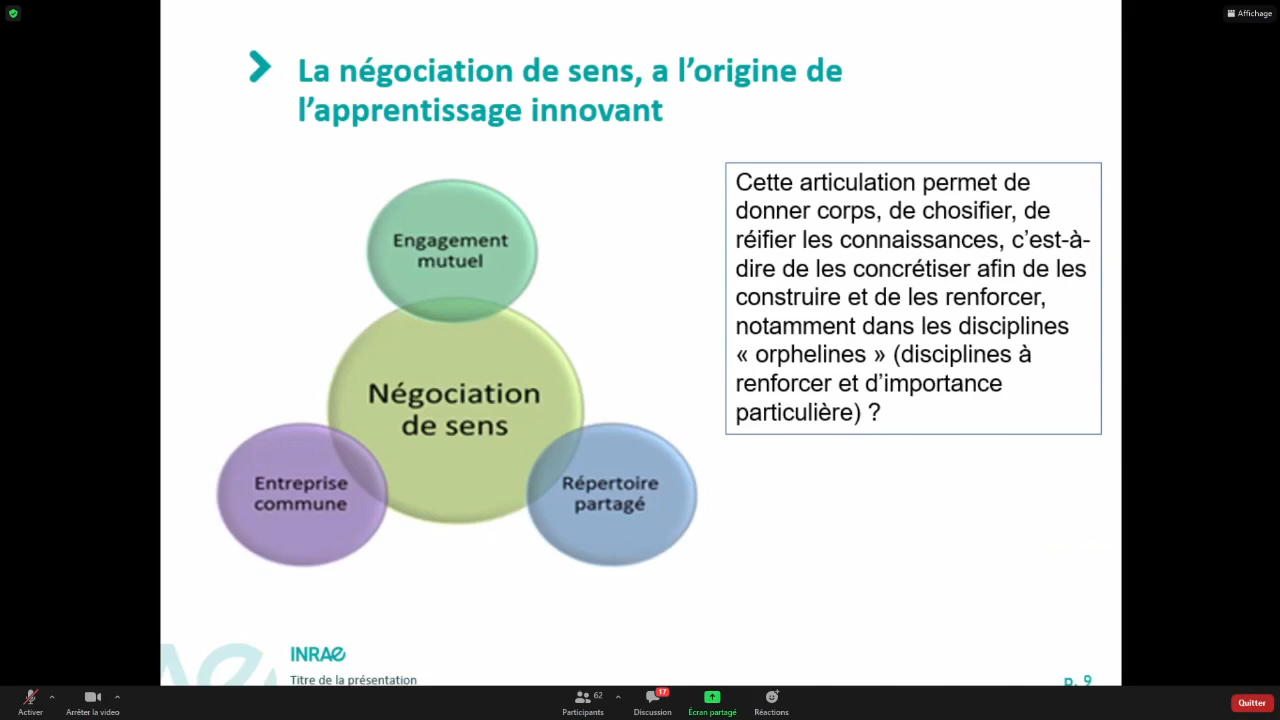 Affichage
La négociation de sens, a l’origine de
l’apprentissage innovant
Engagement
mutuel
Négociation
de sens
Entreprise
commune
Répertoire
partagé
Cette articulation permet de
donner corps, de chosifier, de
réifier les connaissances, c’est-à-
dire de les concrétiser afin de les
construire et de les renforcer,
notamment dans les disciplines
« orphelines » (disciplines à
renforcer et d’importance
particulière) ?
INRAE
Titre de la présentation
p. 9
Activer
Arrêter la video
62
Participants
17
Discussion
Écran partagé
Réactions
Quitter